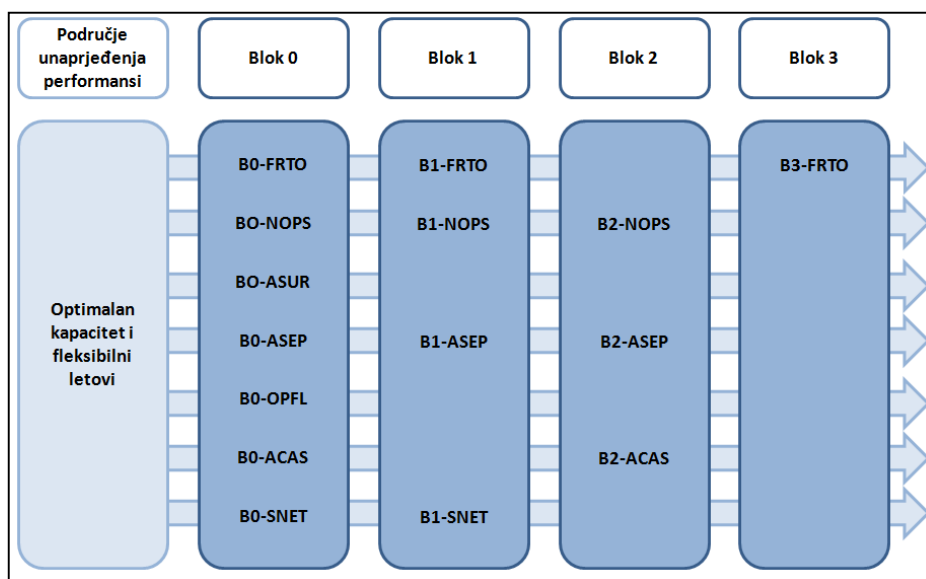 Područje
unaprjeđenja
performansi
Blok 0
Blok 1
Blok 2
Blok 3
Optimalan
kapacitet i
fleksibilni
letovi
B0-FRTO
B1-FRTO
B3-FRTO
BO-NOPS
B1-NOPS
B2-NOPS
BO-ASUR
B0-ASEP
B1-ASEP
B2-ASEP
B0-OPFL
B0-ACAS
B2-ACAS
B0-SNET
B1-SNET